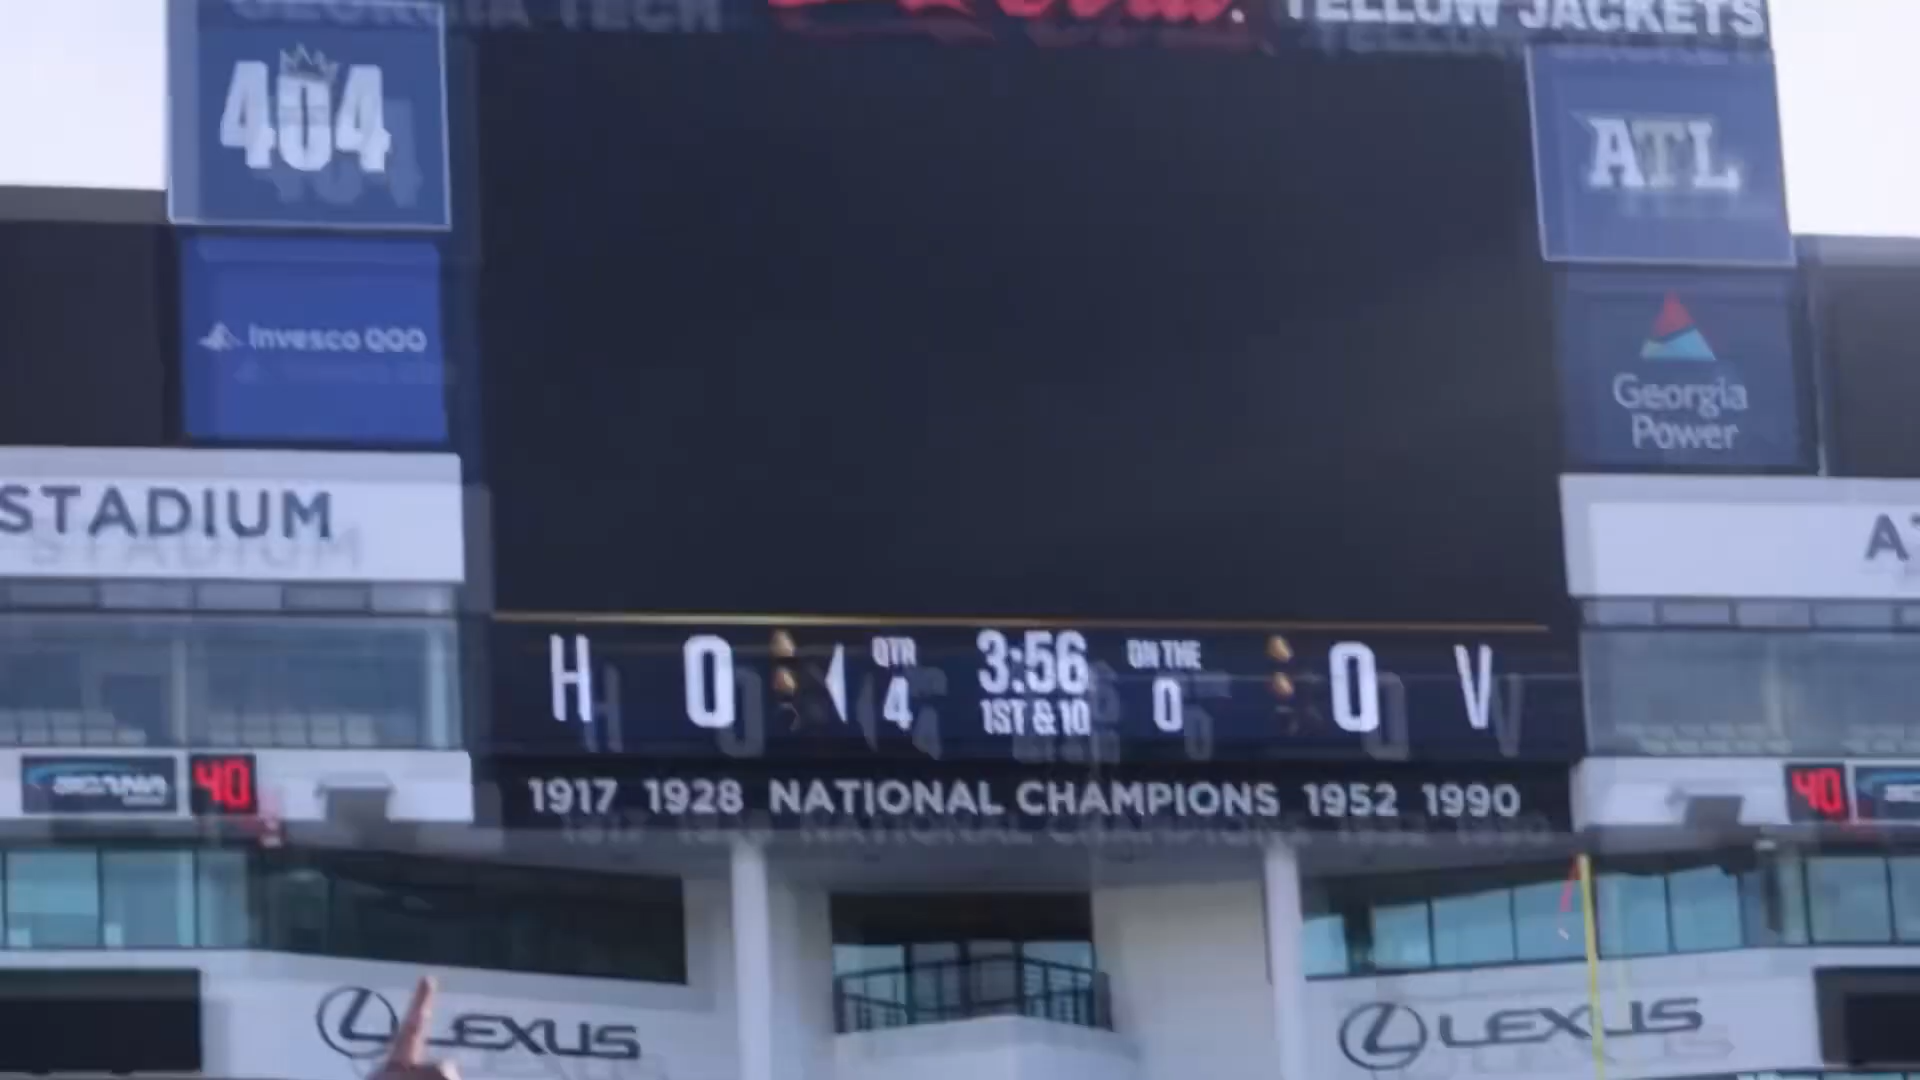 GEORGIA TECH
YELLOW JACKETS
404
ATL
Invesco QQQ
Georgia
Power
STADIUM
H 0 QTR 4 3:56 1ST & 10 ON THE 0 0 V
40
40
1917 1928 NATIONAL CHAMPIONS 1952 1990
LEXUS
LEXUS